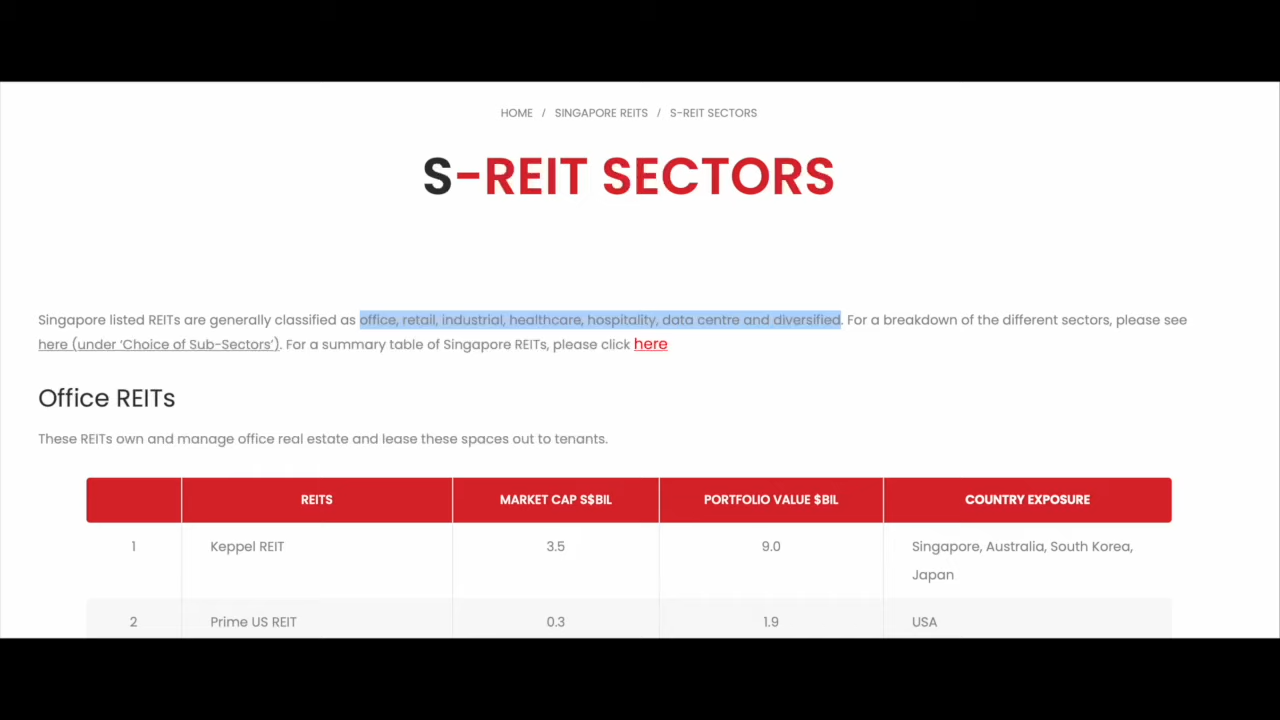 HOME / SINGAPORE REITS / S-REIT SECTORS
S-REIT SECTORS
Singapore listed REITs are generally classified as office, retail, industrial, healthcare, hospitality, data centre and diversified. For a breakdown of the different sectors, please see
here (under ‘Choice of Sub-Sectors’). For a summary table of Singapore REITs, please click here
Office REITs
These REITs own and manage office real estate and lease these spaces out to tenants.
REITS MARKET CAP S$BIL PORTFOLIO VALUE $BIL COUNTRY EXPOSURE
1 Keppel REIT 3.5 9.0 Singapore, Australia, South Korea,
Japan
2 Prime US REIT 0.3 1.9 USA